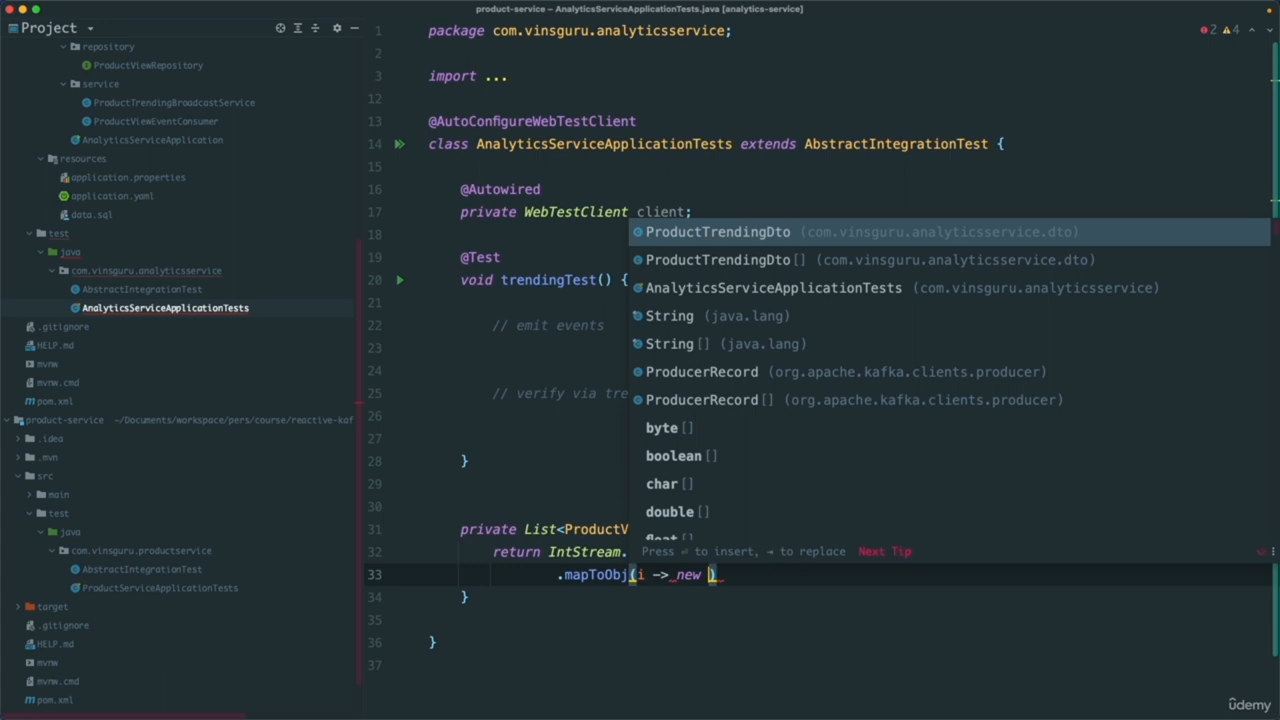 product-service – AnalyticsServiceApplicationTests.java [analytics-service]
Project
repository
ProductViewRepository
service
ProductTrendingBroadcastService
ProductViewEventConsumer
AnalyticsServiceApplication
resources
application.properties
application.yaml
data.sql
test
java
com.vinsguru.analyticsservice
AbstractIntegrationTest
AnalyticsServiceApplicationTests
.gitignore
HELP.md
mvnw
mvnw.cmd
pom.xml
product-service ~/Documents/workspace/pers/course/reactive-kaf
.idea
.mvn
src
main
test
java
com.vinsguru.productservice
AbstractIntegrationTest
ProductServiceApplicationTests
target
.gitignore
HELP.md
mvnw
mvnw.cmd
pom.xml
2 4
1 package com.vinsguru.analyticsservice;
2
3 import ...
12
13 @AutoConfigureWebTestClient
14 class AnalyticsServiceApplicationTests extends AbstractIntegrationTest {
15
16 @Autowired
17 private WebTestClient client;
18
19 @Test
20 void trendingTest() {
21
22 // emit events
23
24
25 // verify via tre
26
27
28 }
29
30
31 private List<ProductV
32 return IntStream.
33 .mapToObj(i -> new )
34 }
35
36 }
37
ProductTrendingDto (com.vinsguru.analyticsservice.dto)
ProductTrendingDto[] (com.vinsguru.analyticsservice.dto)
AnalyticsServiceApplicationTests (com.vinsguru.analyticsservice)
String (java.lang)
String[] (java.lang)
ProducerRecord (org.apache.kafka.clients.producer)
ProducerRecord[] (org.apache.kafka.clients.producer)
byte[]
boolean[]
char[]
double[]
float[]
Press ⏎ to insert, ⇥ to replace Next Tip
ûdemy